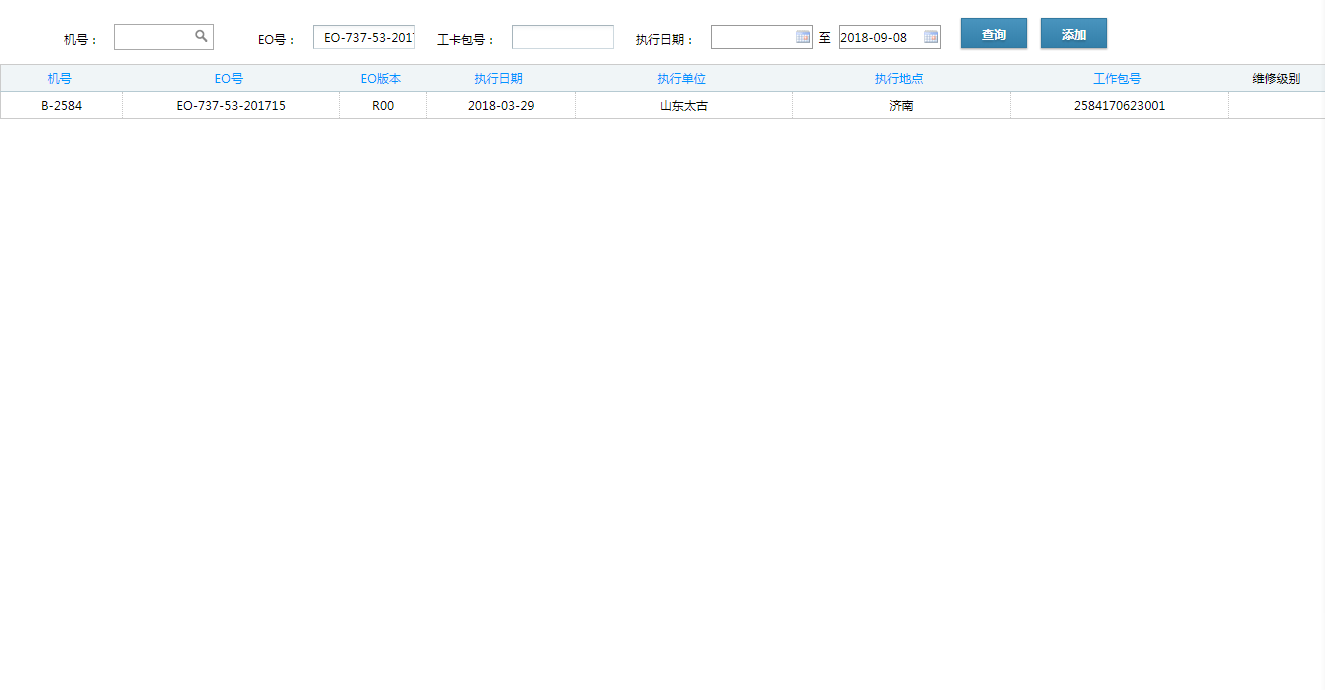 机号： EO号： EO-737-53-201 工卡包号： 执行日期： 至 2018-09-08 查询 添加
机号 EO号 EO版本 执行日期 执行单位 执行地点 工作包号 维修级别
B-2584 EO-737-53-201715 R00 2018-03-29 山东太古 济南 2584170623001